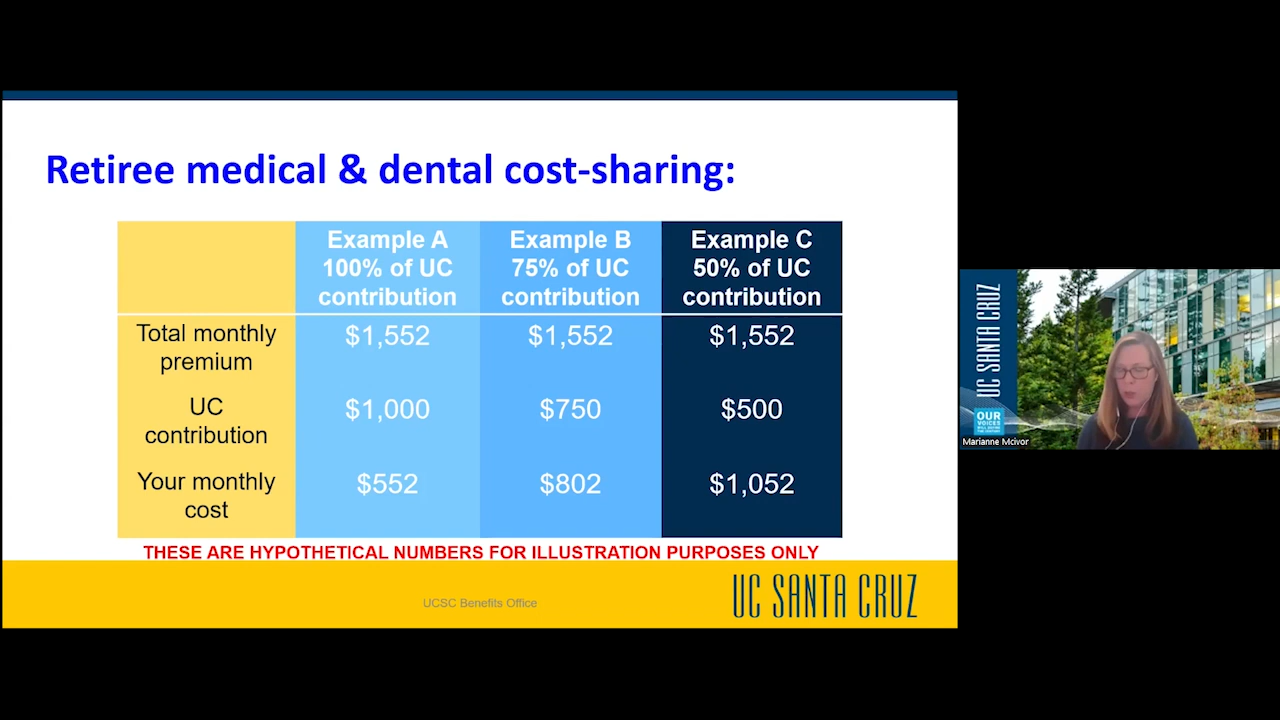 Retiree medical & dental cost-sharing:
Example A
100% of UC
contribution
Example B
75% of UC
contribution
Example C
50% of UC
contribution
Total monthly
premium
$1,552
$1,552
$1,552
UC
contribution
$1,000
$750
$500
Your monthly
cost
$552
$802
$1,052
THESE ARE HYPOTHETICAL NUMBERS FOR ILLUSTRATION PURPOSES ONLY
UCSC Benefits Office
UC SANTA CRUZ
UC SANTA CRUZ
OUR
VOICES
Marianne Mcivor